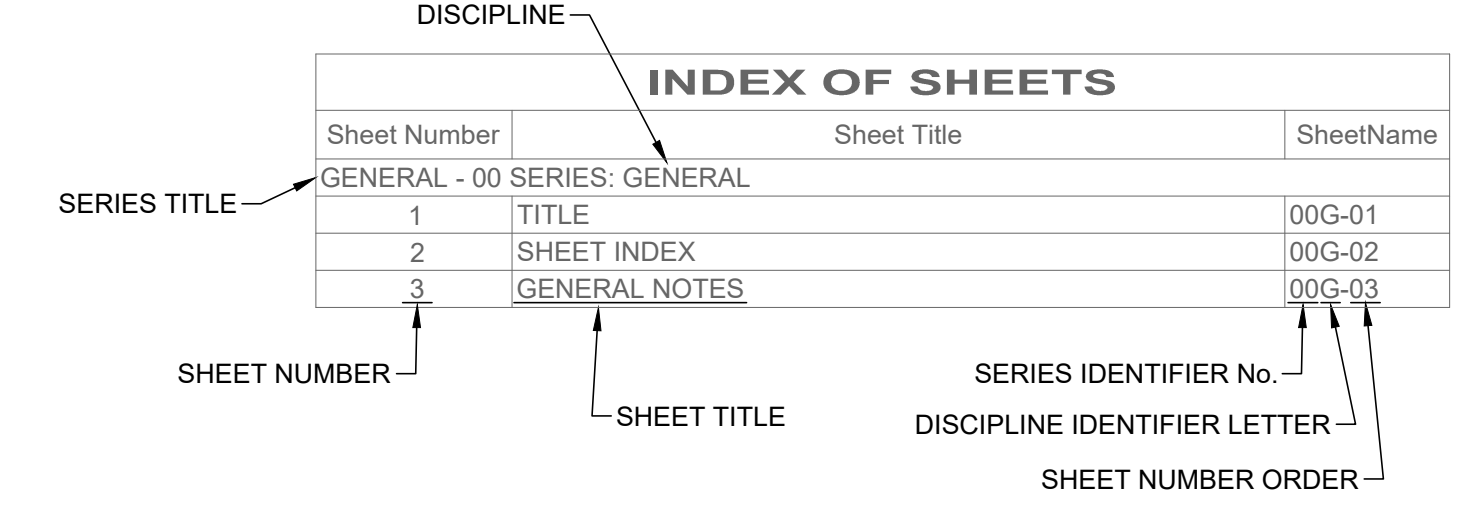 DISCIPLINE
INDEX OF SHEETS
Sheet Number Sheet Title SheetName
GENERAL - 00 SERIES: GENERAL
SERIES TITLE
1 TITLE 00G-01
2 SHEET INDEX 00G-02
3 GENERAL NOTES 00G-03
SHEET NUMBER
SERIES IDENTIFIER No.
SHEET TITLE
DISCIPLINE IDENTIFIER LETTER
SHEET NUMBER ORDER